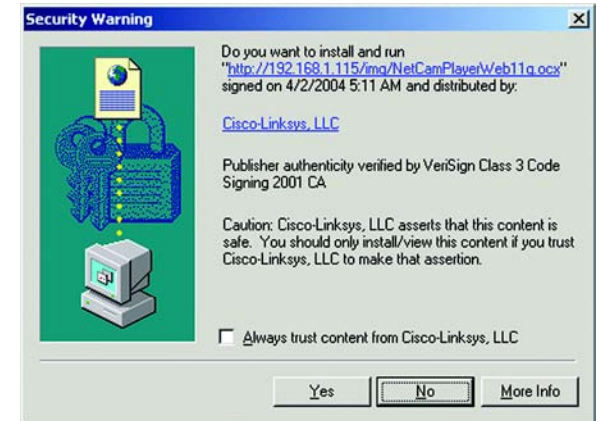 Security Warning
Do you want to install and run
"http://192.168.1.115/img/NetCamPlayerWeb11g.ocx"
signed on 4/2/2004 5:11 AM and distributed by:
Cisco-Linksys, LLC
Publisher authenticity verified by VeriSign Class 3 Code
Signing 2001 CA
Caution: Cisco-Linksys, LLC asserts that this content is
safe. You should only install/view this content if you trust
Cisco-Linksys, LLC to make that assertion.
Always trust content from Cisco-Linksys, LLC
Yes No More Info